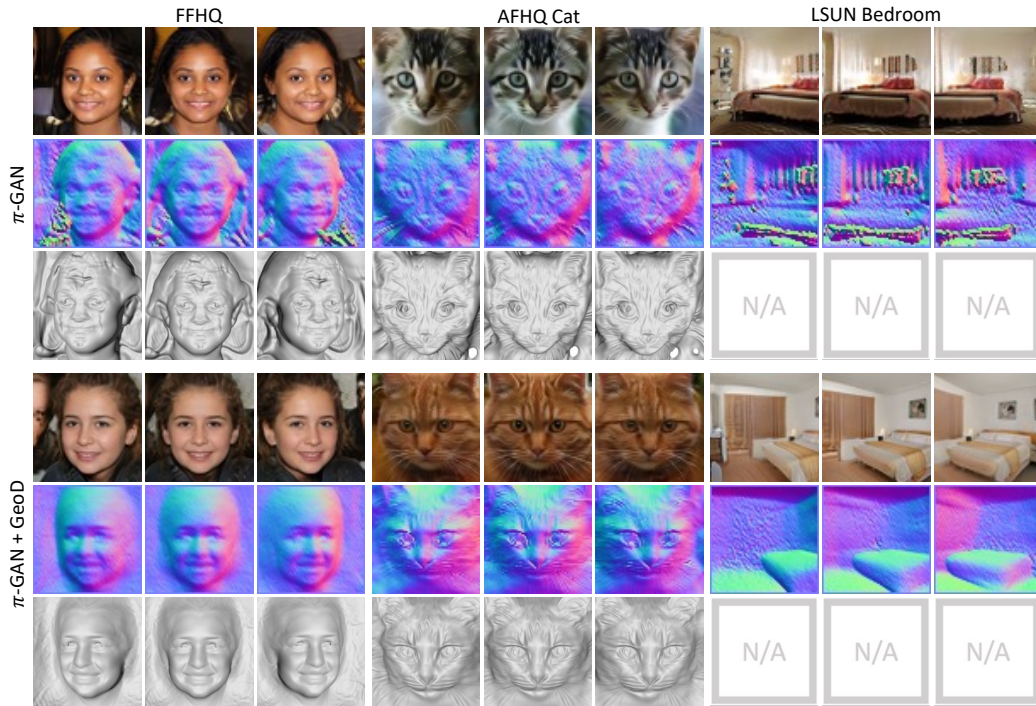 FFHQ
AFHQ Cat
LSUN Bedroom
π-GAN
N/A
N/A
N/A
π-GAN + GeoD
N/A
N/A
N/A